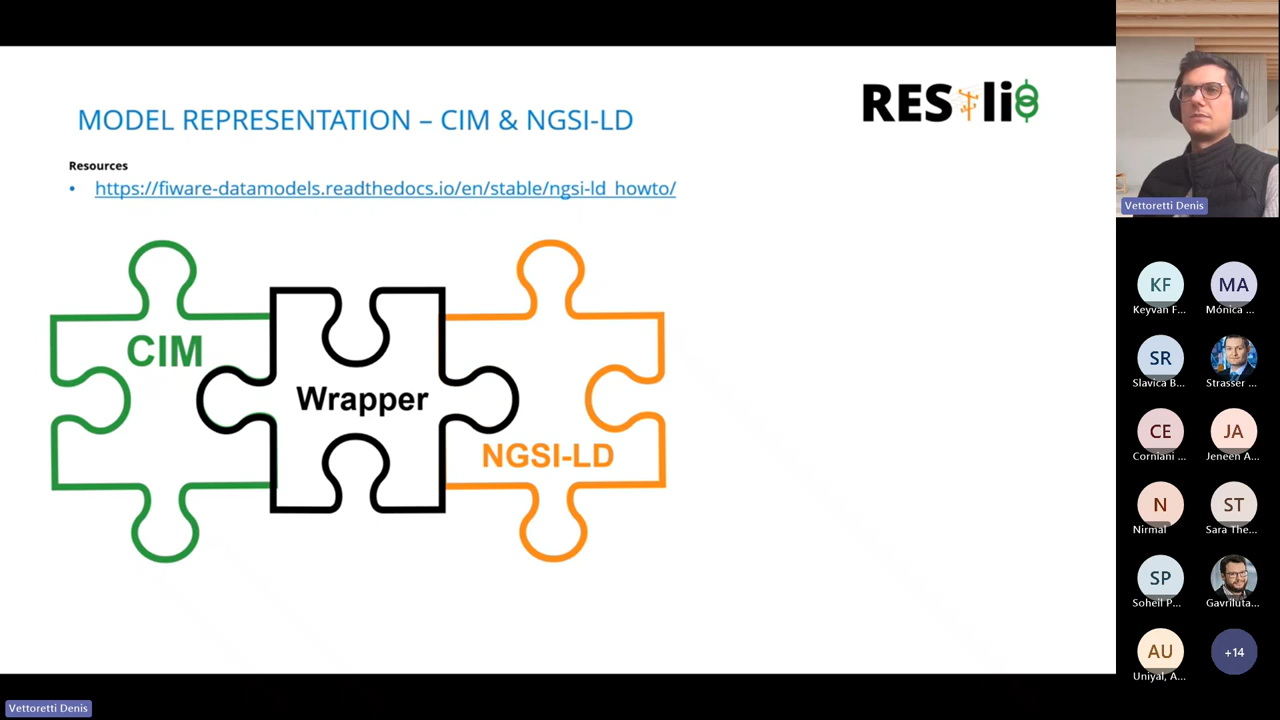 MODEL REPRESENTATION – CIM & NGSI-LD
RESili8
Resources
• https://fiware-datamodels.readthedocs.io/en/stable/ngsi-ld_howto/
CIM
Wrapper
NGSI-LD
Vettoretti Denis
KF
Keyvan F...
MA
Mónica ...
SR
Slavica B...
Strasser ...
CE
Corniani ...
JA
Jeneen A...
N
Nirmal
ST
Sara The...
SP
Soheil P...
Gavriluta...
AU
Uniyal, A...
+14
Vettoretti Denis